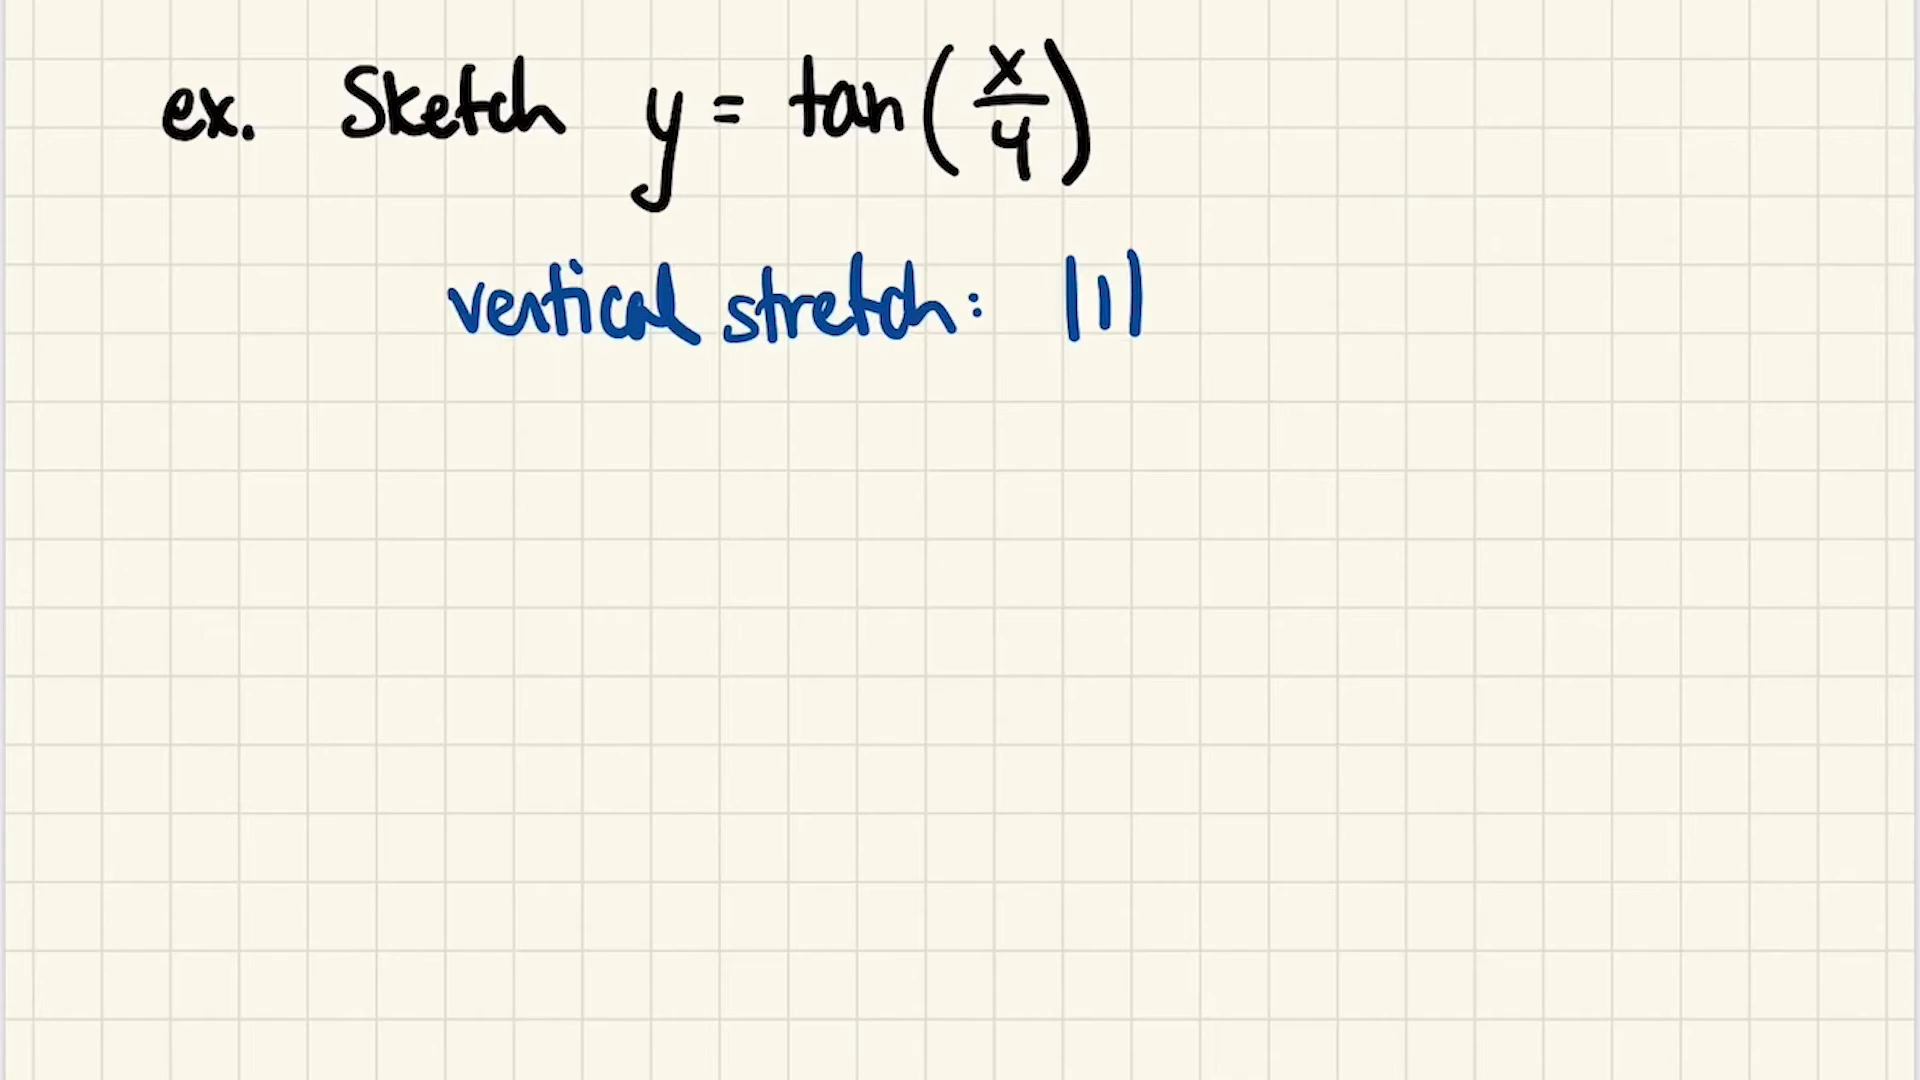 ex. Sketch y = tan(x/4)
vertical stretch: |1|